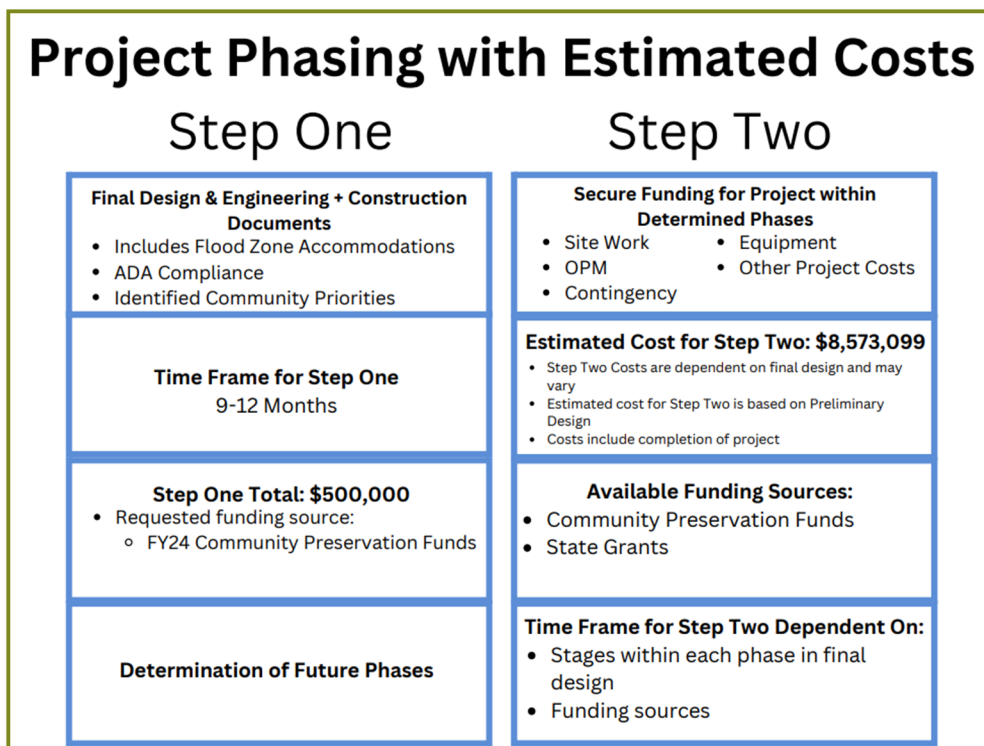 Project Phasing with Estimated Costs
Step One
Final Design & Engineering + Construction
Documents
• Includes Flood Zone Accommodations
• ADA Compliance
• Identified Community Priorities
Time Frame for Step One
9-12 Months
Step One Total: $500,000
• Requested funding source:
◦ FY24 Community Preservation Funds
Determination of Future Phases
Step Two
Secure Funding for Project within
Determined Phases
• Site Work
• OPM
• Contingency
• Equipment
• Other Project Costs
Estimated Cost for Step Two: $8,573,099
• Step Two Costs are dependent on final design and may
vary
• Estimated cost for Step Two is based on Preliminary
Design
• Costs include completion of project
Available Funding Sources:
• Community Preservation Funds
• State Grants
Time Frame for Step Two Dependent On:
• Stages within each phase in final
design
• Funding sources